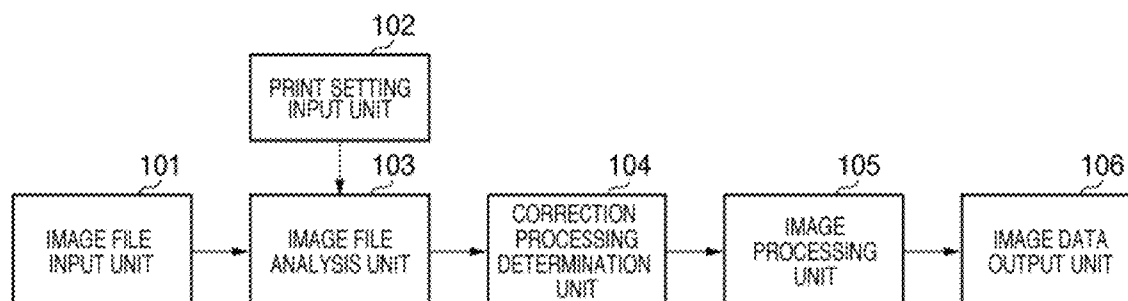 102
PRINT SETTING
INPUT UNIT
101
IMAGE FILE
INPUT UNIT
103
IMAGE FILE
ANALYSIS UNIT
104
CORRECTION
PROCESSING
DETERMINATION
UNIT
105
IMAGE
PROCESSING
UNIT
106
IMAGE DATA
OUTPUT UNIT